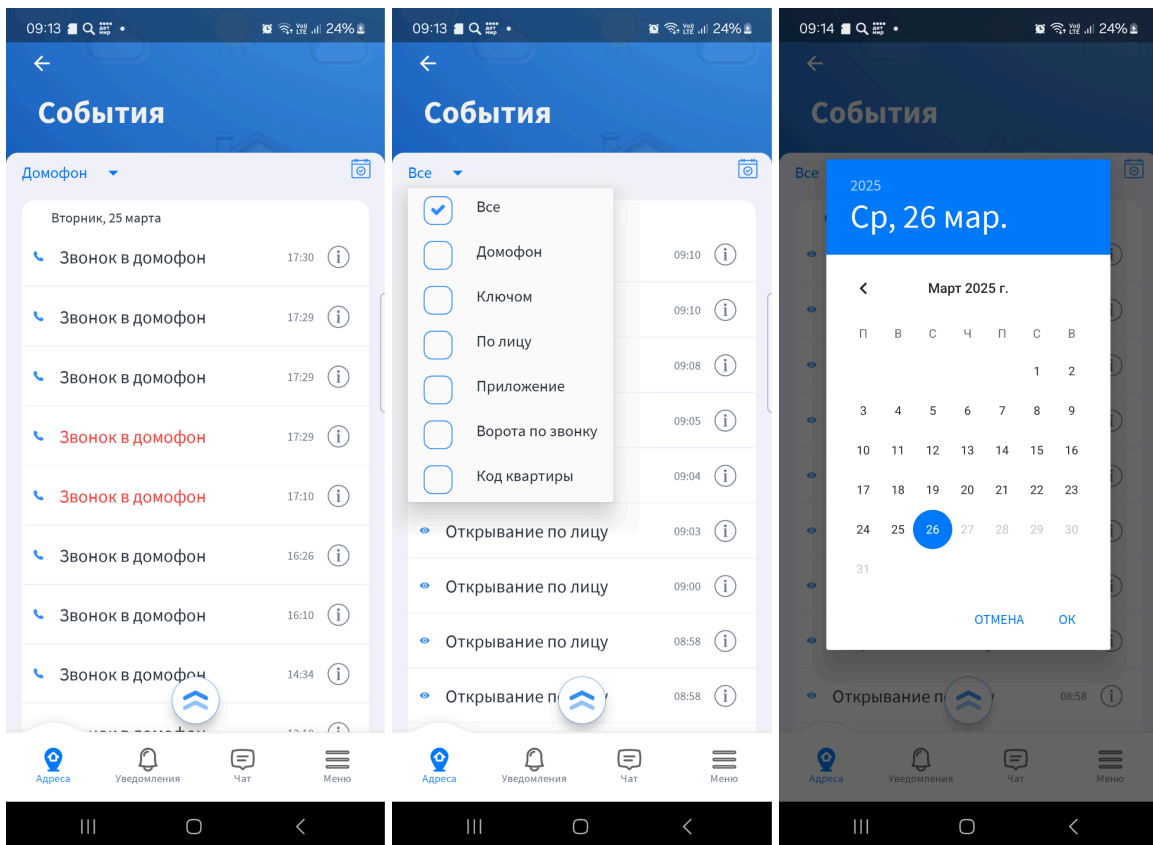 09:13
24%
События
Домофон
Вторник, 25 марта
Звонок в домофон 17:30
Звонок в домофон 17:29
Звонок в домофон 17:29
Звонок в домофон 17:29
Звонок в домофон 17:10
Звонок в домофон 16:26
Звонок в домофон 16:10
Звонок в домофон 14:34
Адреса Уведомления Чат Меню
09:13
24%
События
Все
Все
Домофон
09:10
Ключом
09:10
По лицу
09:08
Приложение
09:05
Ворота по звонку
Код квартиры
09:04
Открывание по лицу 09:03
Открывание по лицу 09:00
Открывание по лицу 08:58
Открывание 08:58
Адреса Уведомления Чат Меню
09:14
24%
События
Все
2025
Ср, 26 мар.
Март 2025 г.
П В С Ч П С В
1 2
3 4 5 6 7 8 9
10 11 12 13 14 15 16
17 18 19 20 21 22 23
24 25 26 27 28 29 30
31
ОТМЕНА ОК
Открывание 08:58
Адреса Уведомления Чат Меню